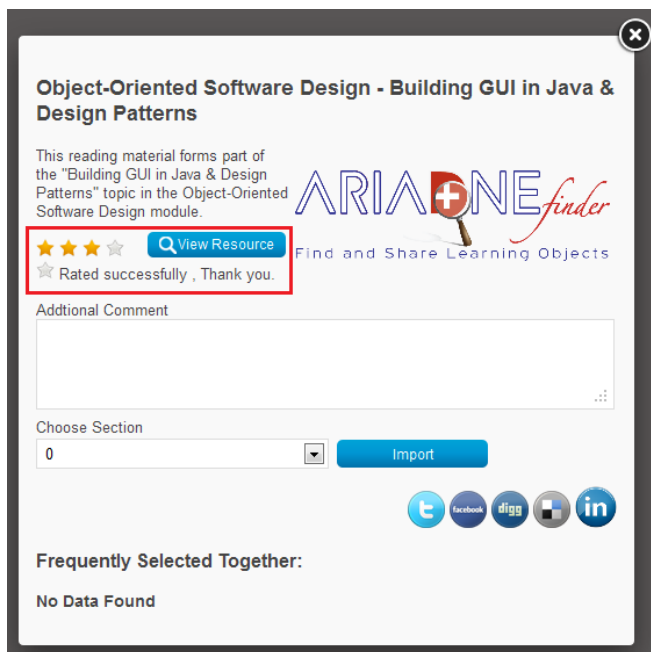 Object-Oriented Software Design - Building GUI in Java &
Design Patterns
This reading material forms part of
the "Building GUI in Java & Design
Patterns" topic in the Object-Oriented
Software Design module.
ARIADNE finder
Find and Share Learning Objects
View Resource
Rated successfully , Thank you.
Addtional Comment
Choose Section
0
Import
facebook
digg
in
Frequently Selected Together:
No Data Found